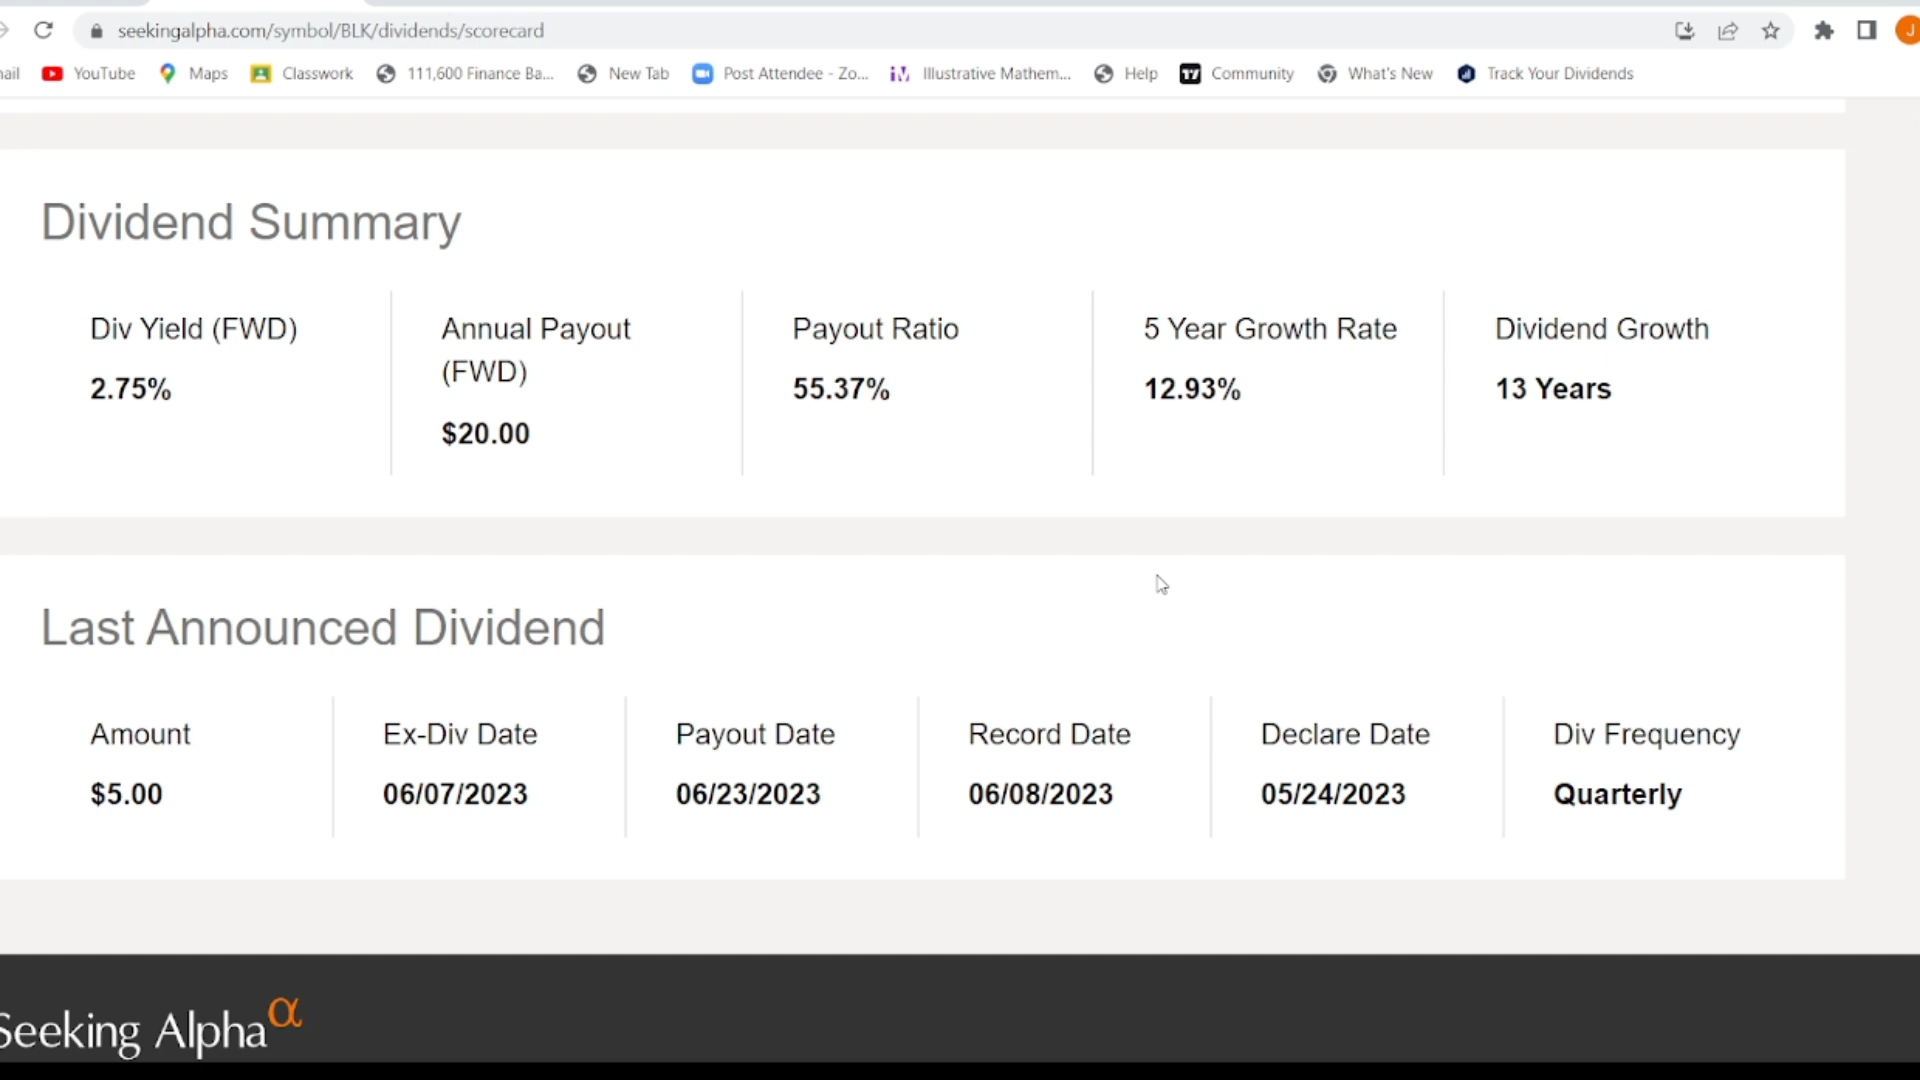 seekingalpha.com/symbol/BLK/dividends/scorecard
J
ail YouTube Maps Classwork 111,600 Finance Ba... New Tab Post Attendee - Zo... Illustrative Mathem... Help Community What's New Track Your Dividends
Dividend Summary
Div Yield (FWD)
2.75%
Annual Payout
(FWD)
$20.00
Payout Ratio
55.37%
5 Year Growth Rate
12.93%
Dividend Growth
13 Years
Last Announced Dividend
Amount
$5.00
Ex-Div Date
06/07/2023
Payout Date
06/23/2023
Record Date
06/08/2023
Declare Date
05/24/2023
Div Frequency
Quarterly
Seeking Alpha α